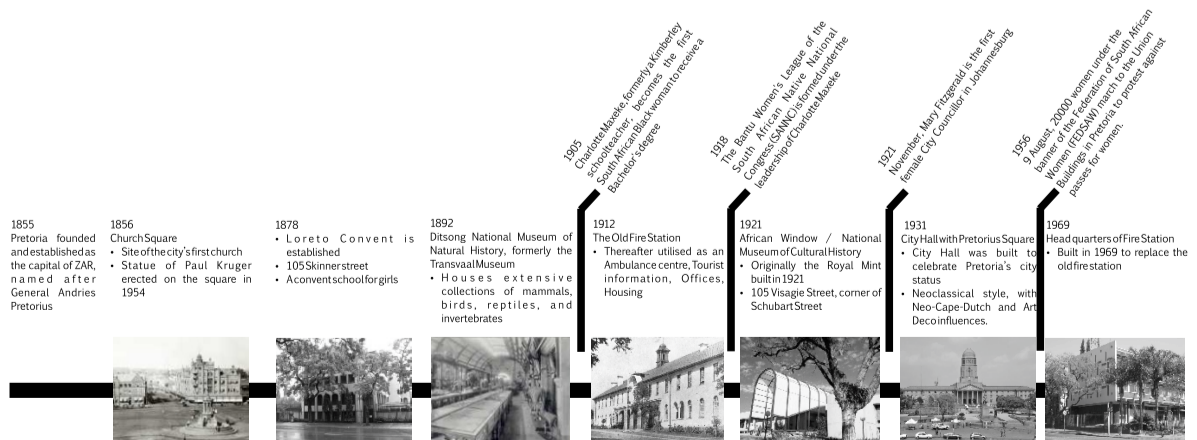 1905
Charlotte Maxeke, formerly a Kimberley
schoolteacher, becomes the first
South African Black woman to receive a
Bachelor's degree
1918
The Bantu Women's League of the
South African Native National
Congress (SANNC) is formed under the
leadership of Charlotte Maxeke
1921
November, Mary Fitzgerald is the first
female City Councillor in Johannesburg
1956
9 August, 20000 women under the
banner of the Federation of South African
Women (FEDSAW) march to the Union
Buildings in Pretoria to protest against
passes for women.
1855
Pretoria founded
and established as
the capital of ZAR,
named after
General Andries
Pretorius
1856
Church Square
• Site of the city's first church
• Statue of Paul Kruger
erected on the square in
1954
1878
• Loreto Convent is
established
• 105 Skinner street
• A convent school for girls
1892
Ditsong National Museum of
Natural History, formerly the
Transvaal Museum
• Houses extensive
collections of mammals,
birds, reptiles, and
invertebrates
1912
The Old Fire Station
• Thereafter utilised as an
Ambulance centre, Tourist
information, Offices,
Housing
1921
African Window / National
Museum of Cultural History
• Originally the Royal Mint
built in 1921
• 105 Visagie Street, corner of
Schubart Street
1931
City Hall with Pretorius Square
• City Hall was built to
celebrate Pretoria's city
status
• Neoclassical style, with
Neo-Cape-Dutch and Art
Deco influences.
1969
Head quarters of Fire Station
• Built in 1969 to replace the
old fire station